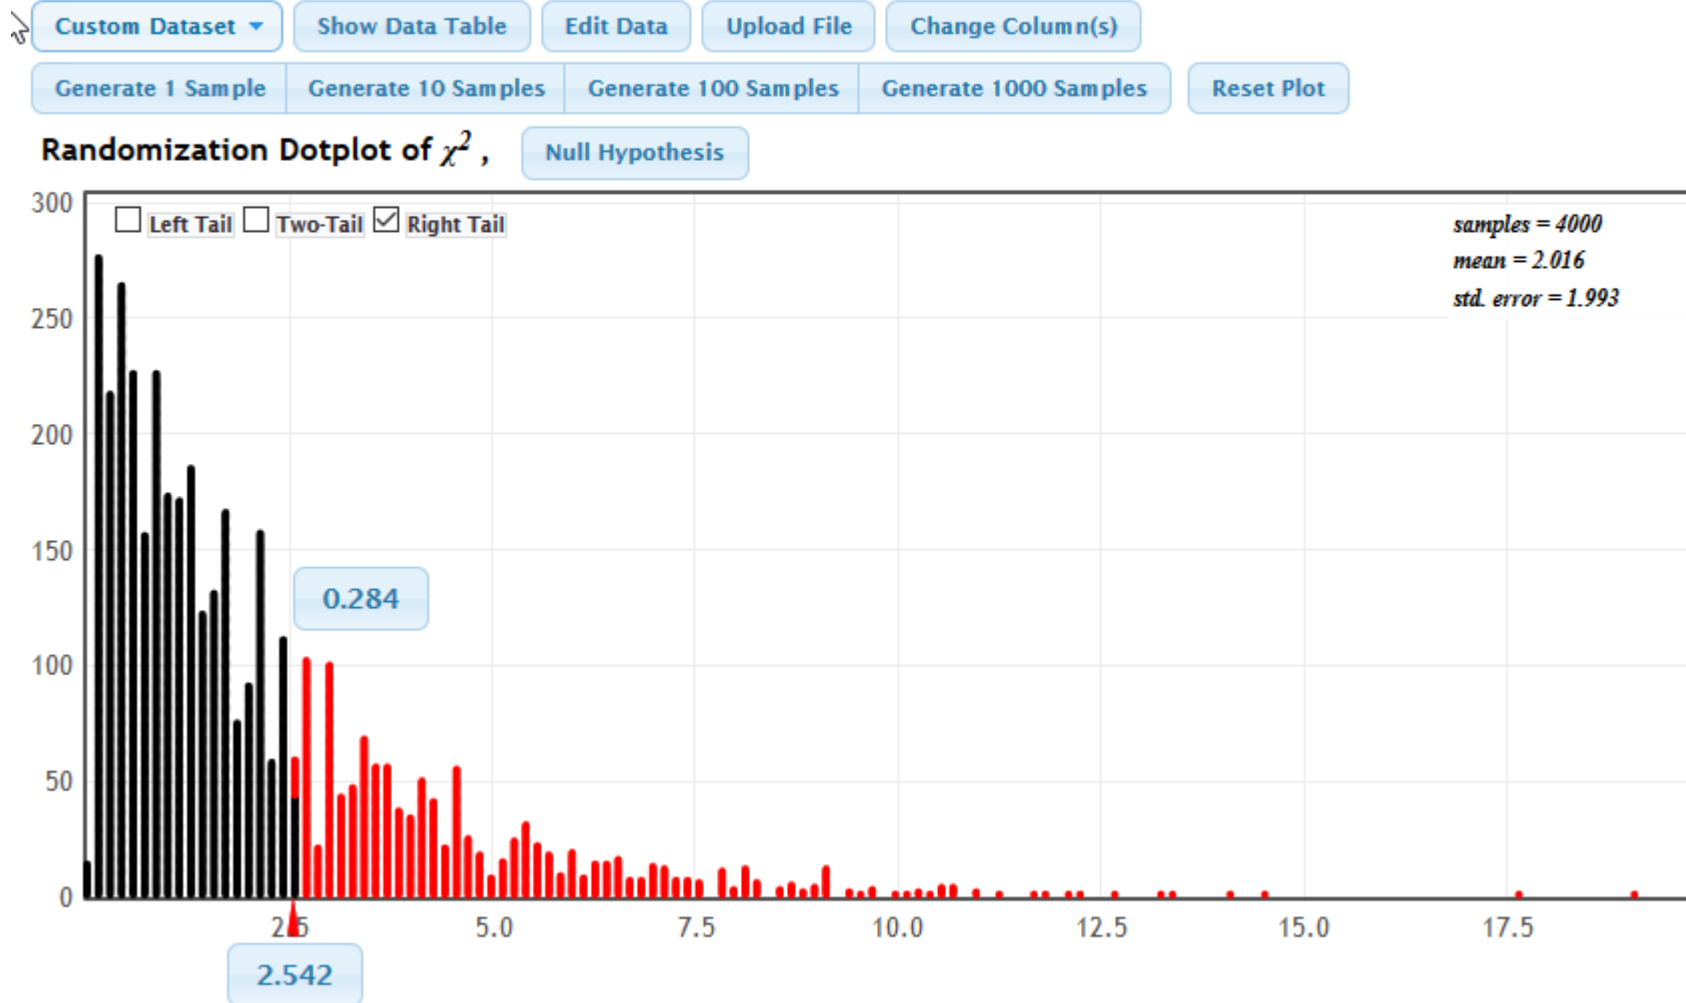 Custom Dataset Show Data Table Edit Data Upload File Change Column(s)
Generate 1 Sample Generate 10 Samples Generate 100 Samples Generate 1000 Samples Reset Plot
Randomization Dotplot of χ² , Null Hypothesis
300
Left Tail Two-Tail Right Tail
samples = 4000
mean = 2.016
std. error = 1.993
250
200
150
0.284
100
50
0
2.5 5.0 7.5 10.0 12.5 15.0 17.5
2.542